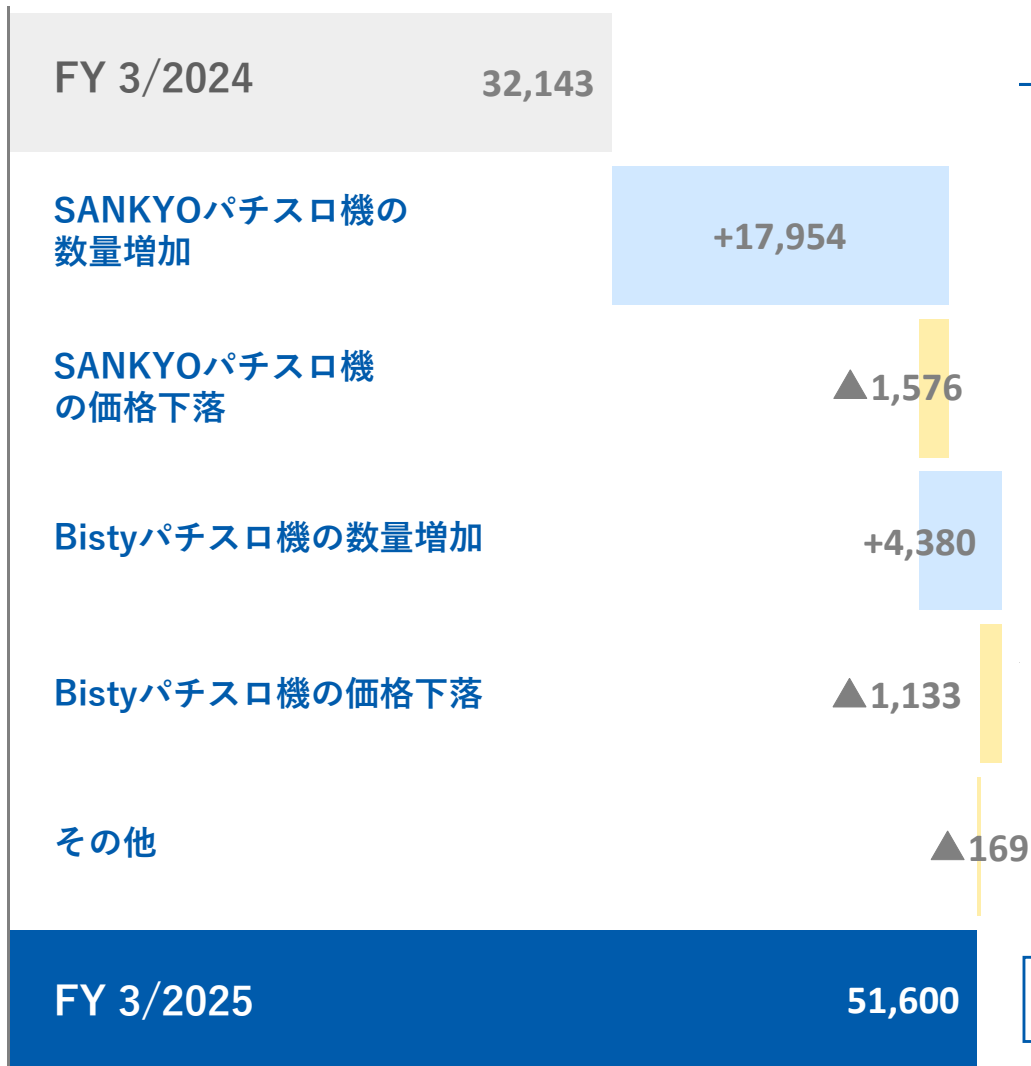 FY 3/2024 32,143
SANKYOパチスロ機の
数量増加
+17,954
SANKYOパチスロ機
の価格下落
▲1,576
Bistyパチスロ機の数量増加 +4,380
Bistyパチスロ機の価格下落 ▲1,133
その他 ▲169
FY 3/2025 51,600